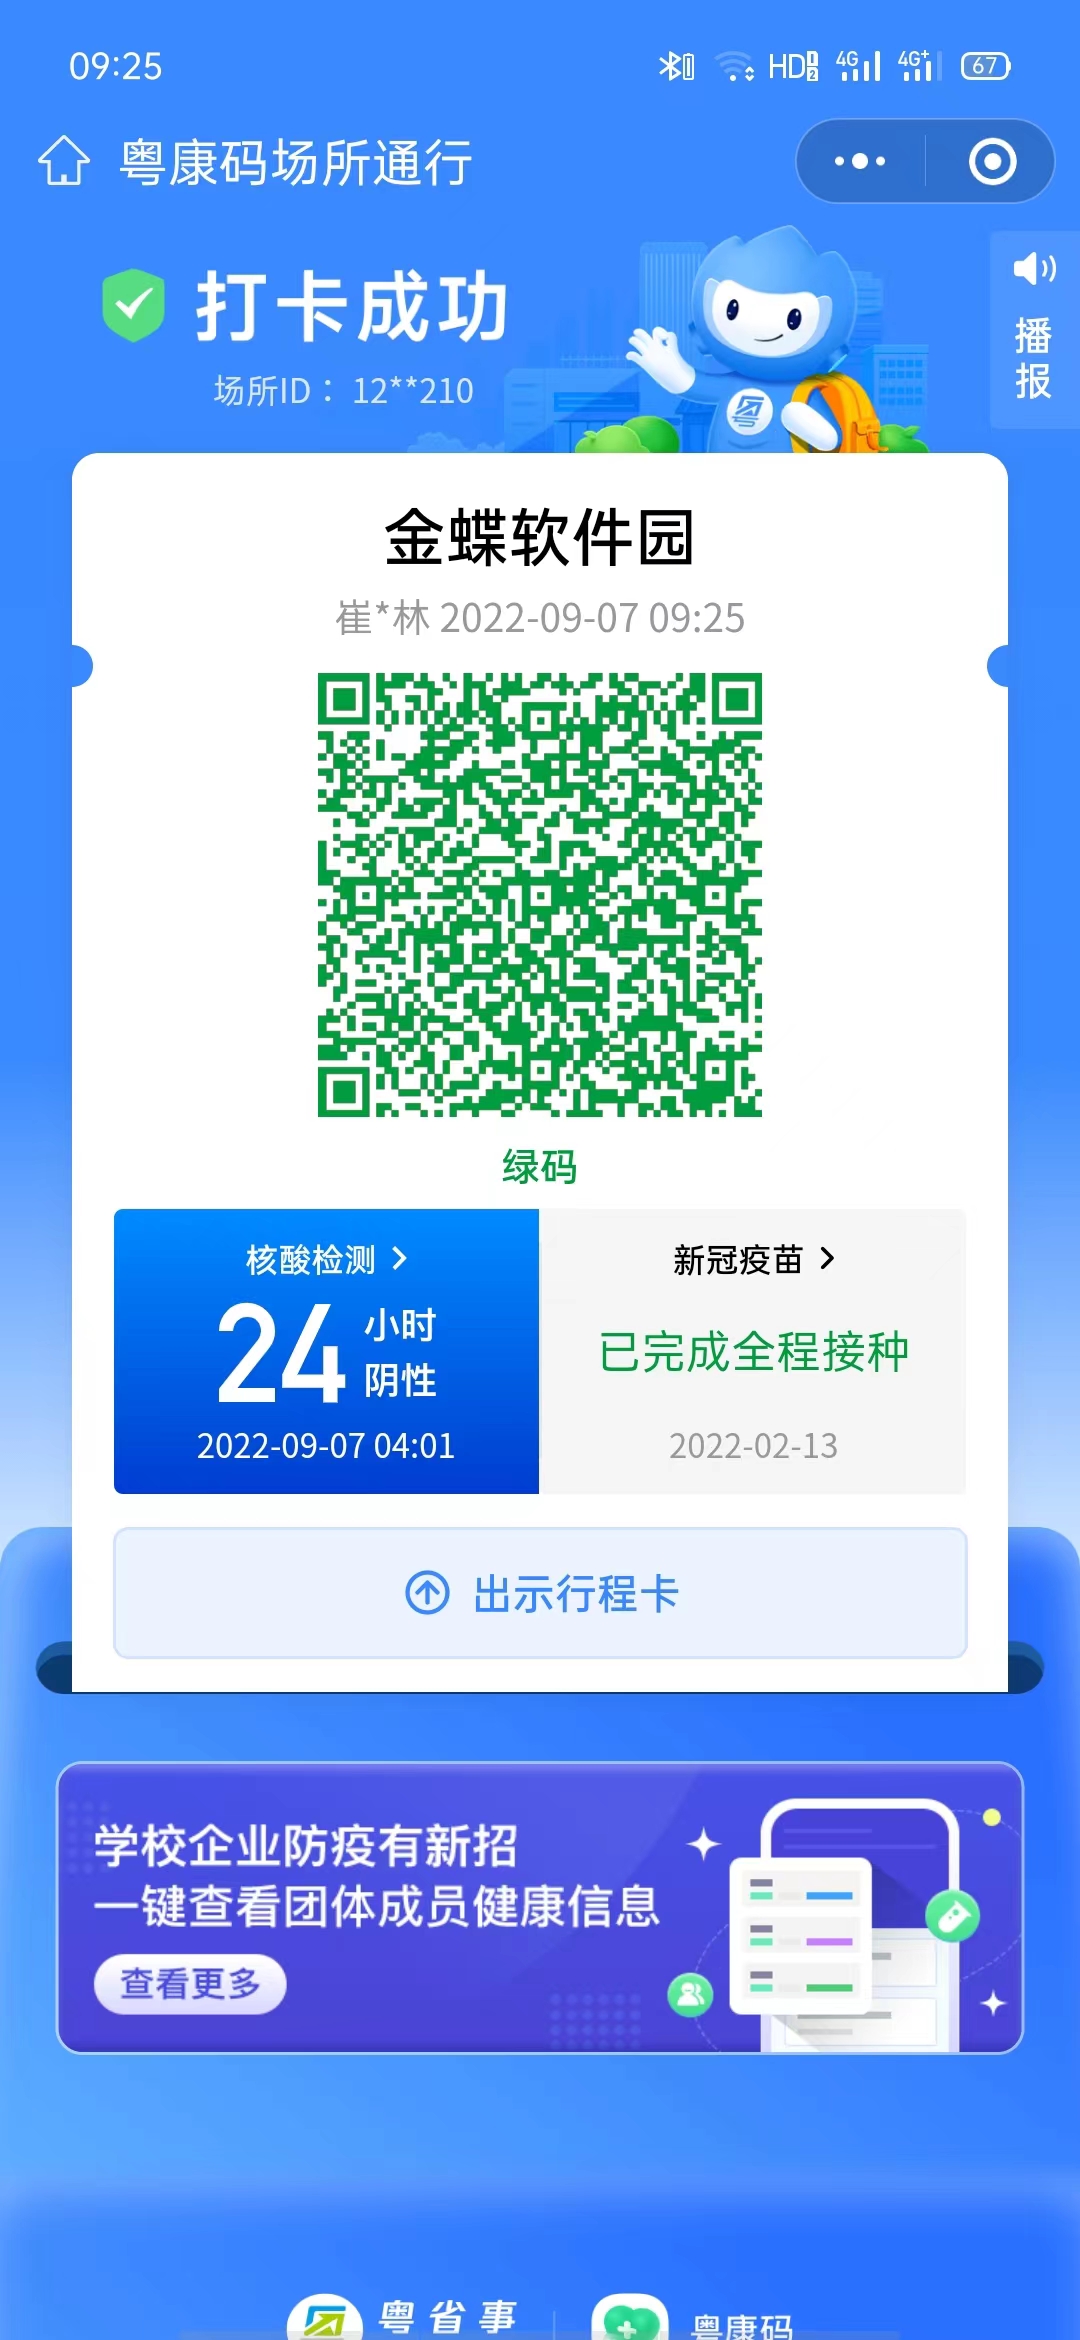 09:25
HD 1 2 4G 4G+ 67
粤康码场所通行
打卡成功
场所ID：12**210
播报
金蝶软件园
崔*林 2022-09-07 09:25
绿码
核酸检测
24 小时
阴性
2022-09-07 04:01
新冠疫苗
已完成全程接种
2022-02-13
出示行程卡
学校企业防疫有新招
一键查看团体成员健康信息
查看更多
粤省事
粤康码